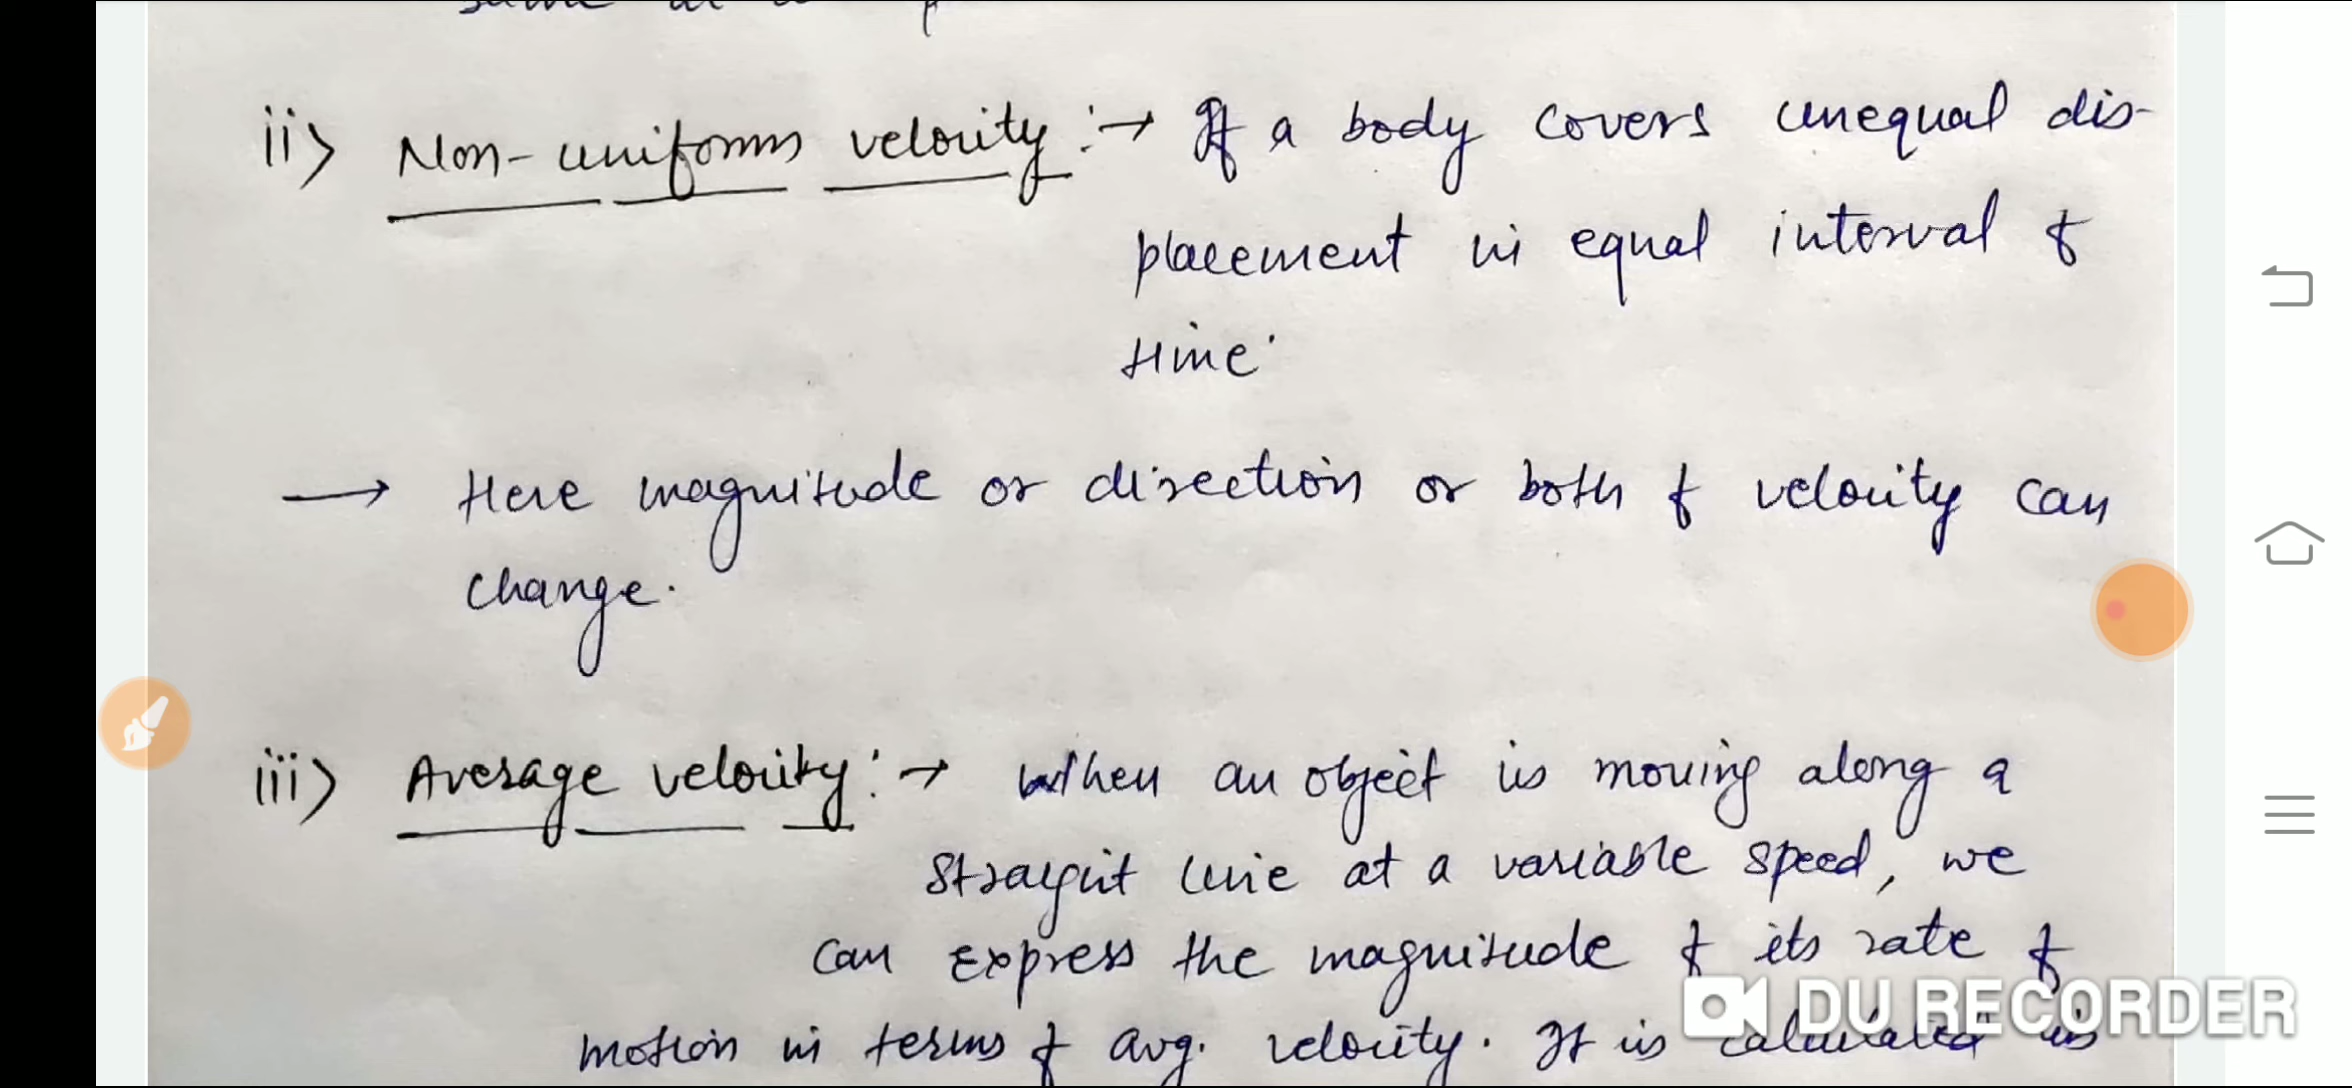 ii) Non-uniform velocity :→ If a body covers unequal dis-
placement in equal interval of
time.
→ Here magnitude or direction or both of velocity can
change.
iii) Average velocity :→ When an object is moving along a
straight line at a variable speed, we
can express the magnitude of its rate of
motion in terms of avg. velocity. It is calculated
DU RECORDER